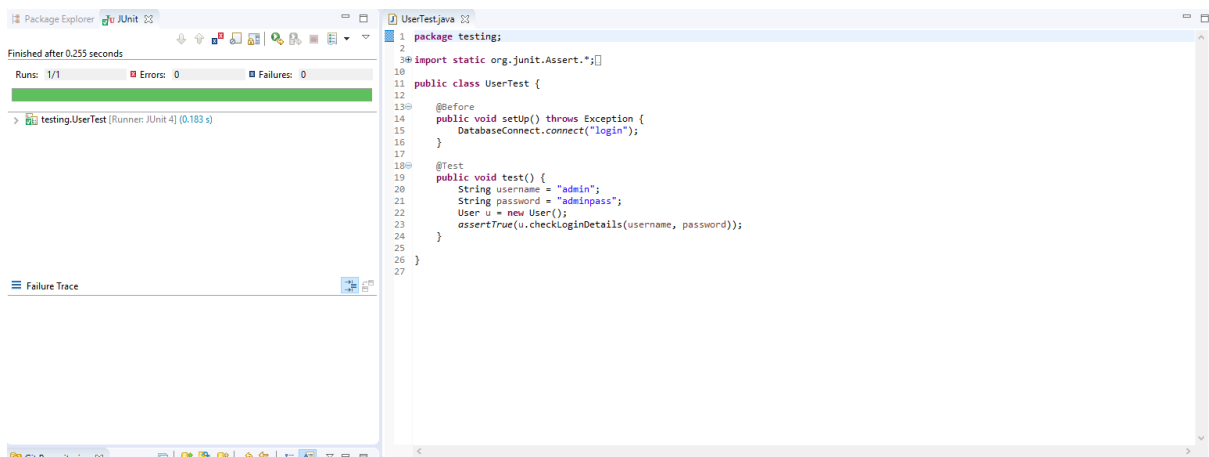 Package Explorer JUnit
Finished after 0.255 seconds
Runs: 1/1 Errors: 0 Failures: 0
testing.UserTest [Runner: JUnit 4] (0.183 s)
Failure Trace
UserTest.java
1 package testing;
2
3 import static org.junit.Assert.*;
10
11 public class UserTest {
12
13 @Before
14 public void setUp() throws Exception {
15 DatabaseConnect.connect("login");
16 }
17
18 @Test
19 public void test() {
20 String username = "admin";
21 String password = "adminpass";
22 User u = new User();
23 assertTrue(u.checkLoginDetails(username, password));
24 }
25
26 }
27